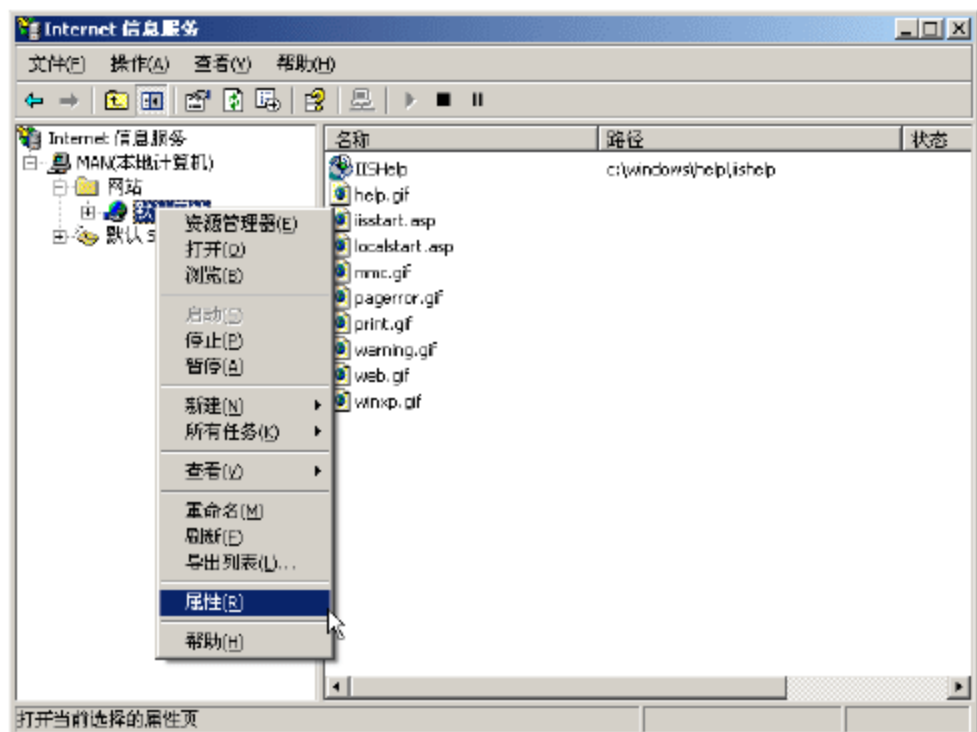 Internet 信息服务
文件(F) 操作(A) 查看(V) 帮助(H)
Internet 信息服务
MAN(本地计算机)
网站
默认 S
名称 路径 状态
IISHelp c:\windows\help\iishelp
help.gif
iisstart.asp
localstart.asp
mmc.gif
pagerror.gif
print.gif
warning.gif
web.gif
winxp.gif
资源管理器(E)
打开(O)
浏览(B)
启动(S)
停止(P)
暂停(A)
新建(N)
所有任务(K)
查看(V)
重命名(M)
刷新(F)
导出列表(L)...
属性(R)
帮助(H)
打开当前选择的属性页